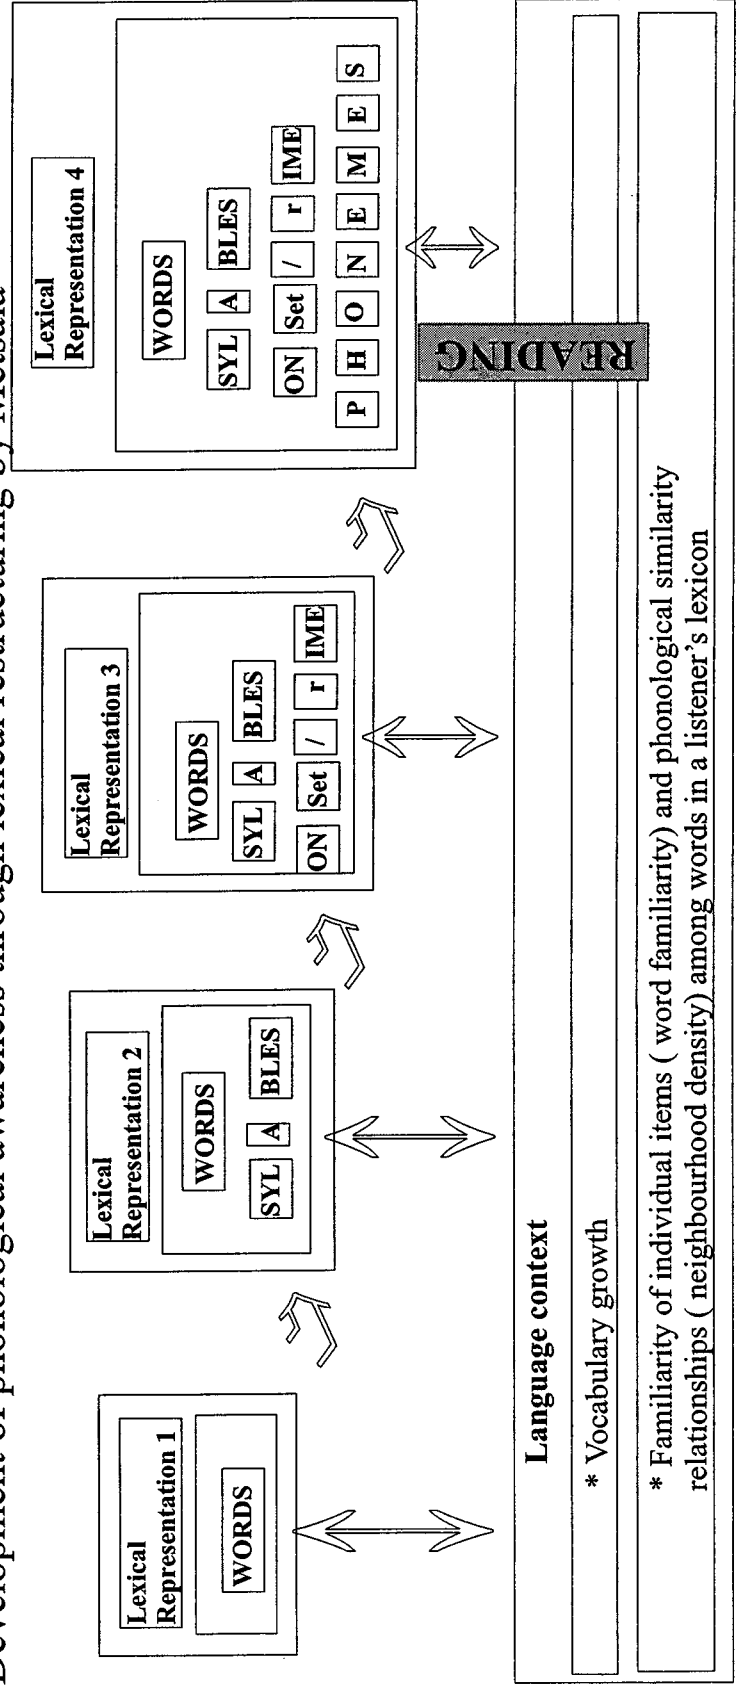 Development of phonological awareness through lexical restructuring by Metsala
Lexical
Representation 1
WORDS
Lexical
Representation 2
WORDS
SYL A BLES
Lexical
Representation 3
WORDS
SYL A BLES
ON Set / r IME
Lexical
Representation 4
WORDS
SYL A BLES
ON Set / r IME
P H O N E M E S
READING
Language context
* Vocabulary growth
* Familiarity of individual items ( word familiarity) and phonological similarity
relationships ( neighbourhood density) among words in a listener's lexicon